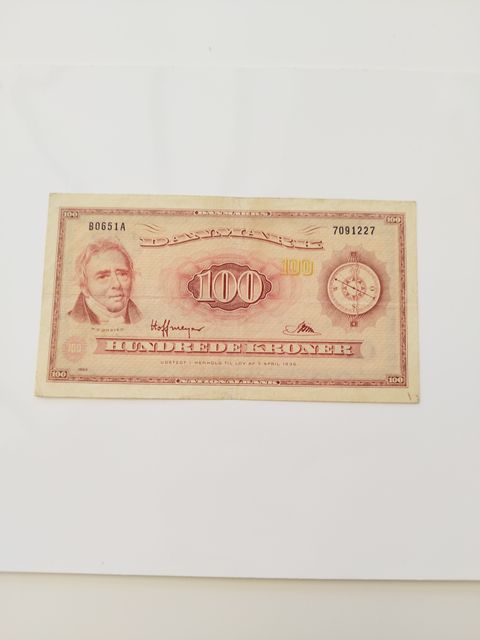 100 DANMARKS 100
B0651A 7091227
DANMARK
100
100
H.C. ØRSTED
Hoffmeyer
100
HUNDREDE KRONER
UDSTEDT I HENHOLD TIL LOV AF 7. APRIL 1936
100 NATIONALBANK 100